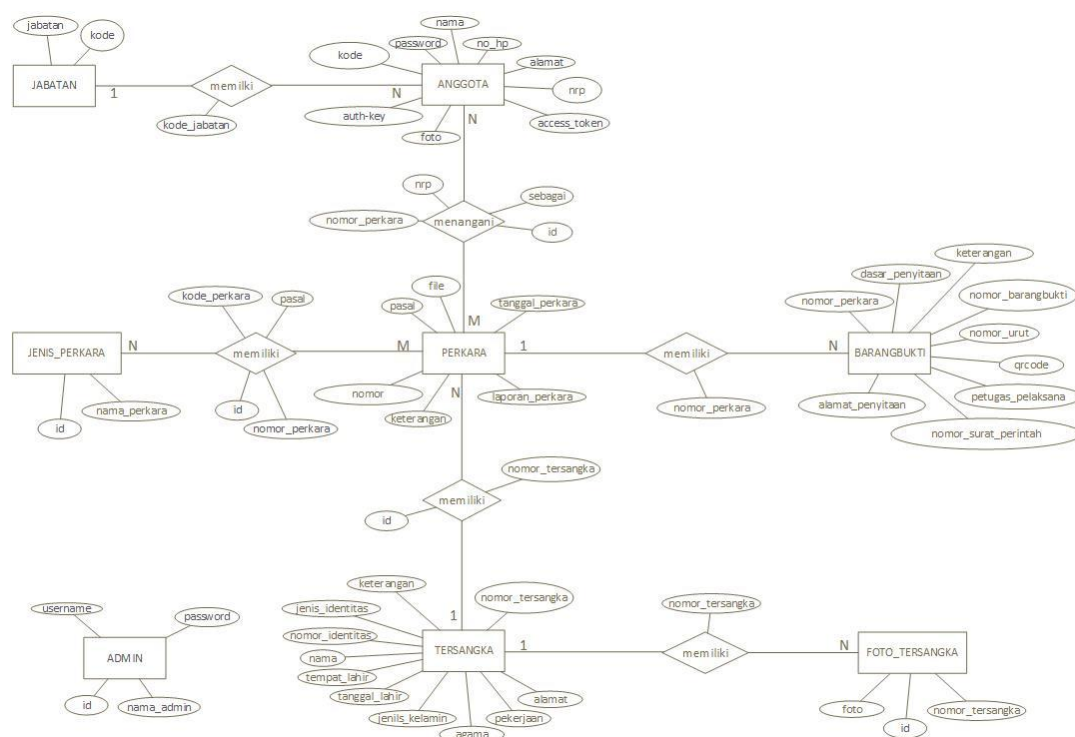 jabatan
kode
JABATAN
1
memilki
kode_jabatan
nama
password
no_hp
kode
alamat
ANGGOTA
N
nrp
auth-key
foto
access_token
N
nrp
sebagai
nomor_perkara
menangani
id
kode_perkara
pasal
JENIS_PERKARA
N
memiliki
M
id
nama_perkara
id
nomor_perkara
file
pasal
tanggal_perkara
M
PERKARA
1
nomor
N
keterangan
laporan_perkara
memiliki
nomor_perkara
N
keterangan
dasar_penyitaan
nomor_perkara
nomor_barangbukti
nomor_urut
BARANGBUKTI
qrcode
petugas_pelaksana
alamat_penyitaan
nomor_surat_perintah
nomor_tersangka
memiliki
id
username
password
ADMIN
id
nama_admin
keterangan
jenis_identitas
nomor_tersangka
nomor_identitas
1
nama
TERSANGKA
1
tempat_lahir
tanggal_lahir
alamat
jenils_kelamin
pekerjaan
agama
nomor_tersangka
memiliki
N
FOTO_TERSANGKA
foto
nomor_tersangka
id